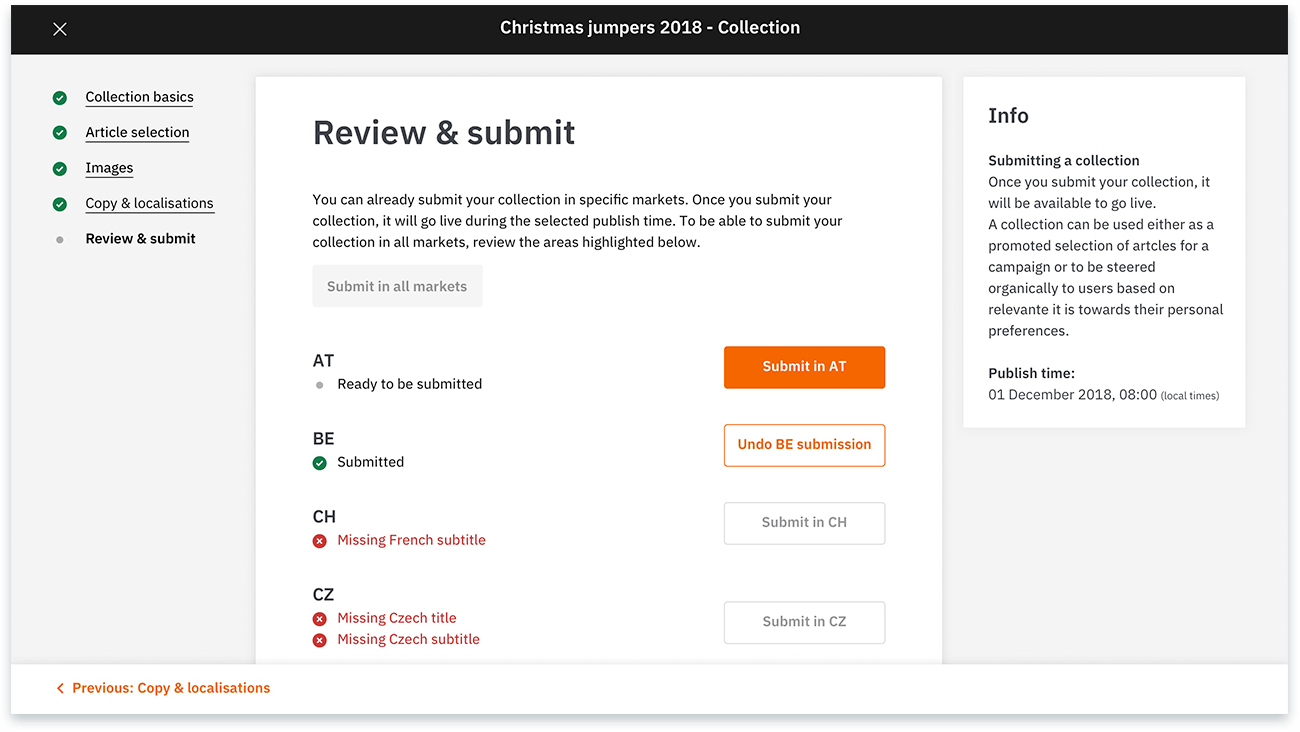 Christmas jumpers 2018 - Collection
Collection basics
Article selection
Images
Copy & localisations
Review & submit
Review & submit
You can already submit your collection in specific markets. Once you submit your
collection, it will go live during the selected publish time. To be able to submit your
collection in all markets, review the areas highlighted below.
Submit in all markets
AT
Ready to be submitted
Submit in AT
BE
Submitted
Undo BE submission
CH
Missing French subtitle
Submit in CH
CZ
Missing Czech title
Missing Czech subtitle
Submit in CZ
Info
Submitting a collection
Once you submit your collection, it
will be available to go live.
A collection can be used either as a
promoted selection of artcles for a
campaign or to be steered
organically to users based on
relevante it is towards their personal
preferences.
Publish time:
01 December 2018, 08:00 (local times)
Previous: Copy & localisations